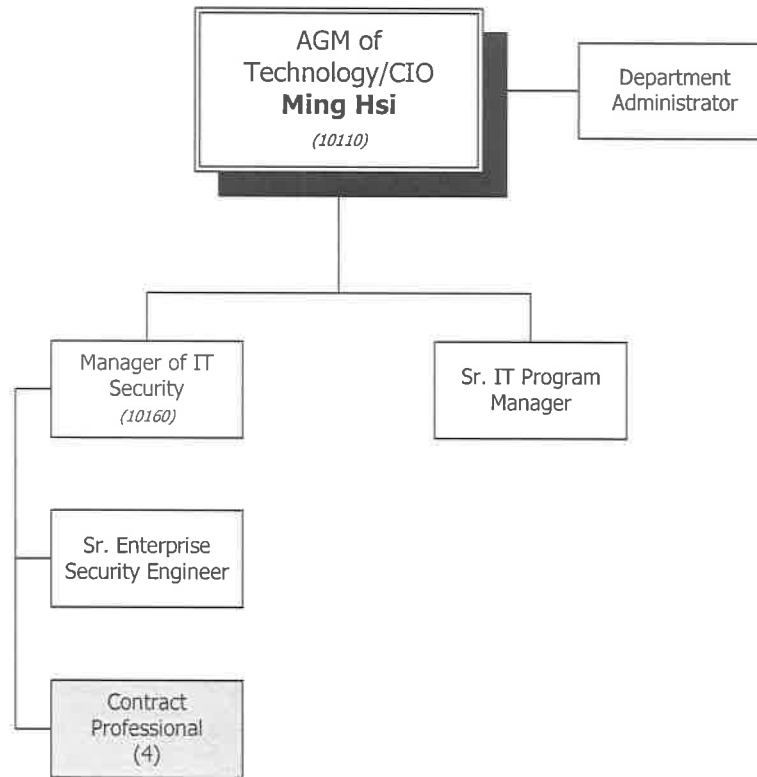 AGM of
Technology/CIO
Ming Hsi
(10110)
Department
Administrator
Manager of IT
Security
(10160)
Sr. IT Program
Manager
Sr. Enterprise
Security Engineer
Contract
Professional
(4)